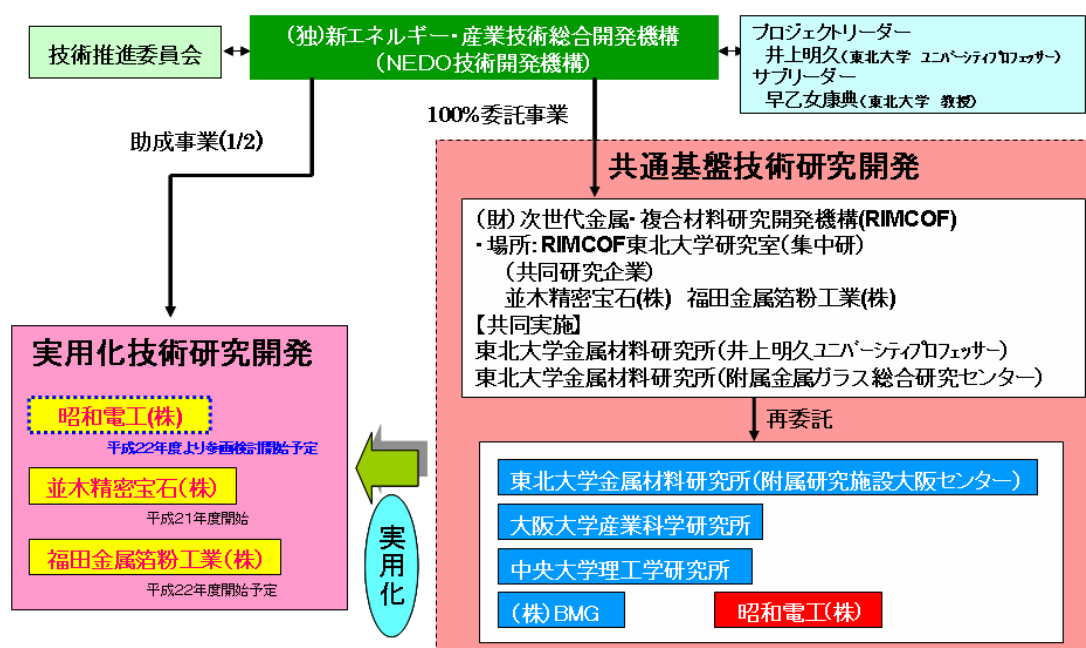 技術推進委員会
(独)新エネルギー・産業技術総合開発機構
(NEDO技術開発機構)
プロジェクトリーダー
井上明久(東北大学 ユニバーシティプロフェッサー)
サブリーダー
早乙女康典(東北大学 教授)
助成事業(1/2)
100%委託事業
共通基盤技術研究開発
(財)次世代金属・複合材料研究開発機構(RIMCOF)
・場所:RIMCOF東北大学研究室(集中研)
(共同研究企業)
並木精密宝石(株) 福田金属箔粉工業(株)
【共同実施】
東北大学金属材料研究所(井上明久ユニバーシティプロフェッサー)
東北大学金属材料研究所(附属金属ガラス総合研究センター)
再委託
東北大学金属材料研究所(附属研究施設大阪センター)
大阪大学産業科学研究所
中央大学理工学研究所
(株)BMG 昭和電工(株)
実用化技術研究開発
昭和電工(株)
平成22年度より参画検討開始予定
並木精密宝石(株)
平成21年度開始
福田金属箔粉工業(株)
平成22年度開始予定
実用化